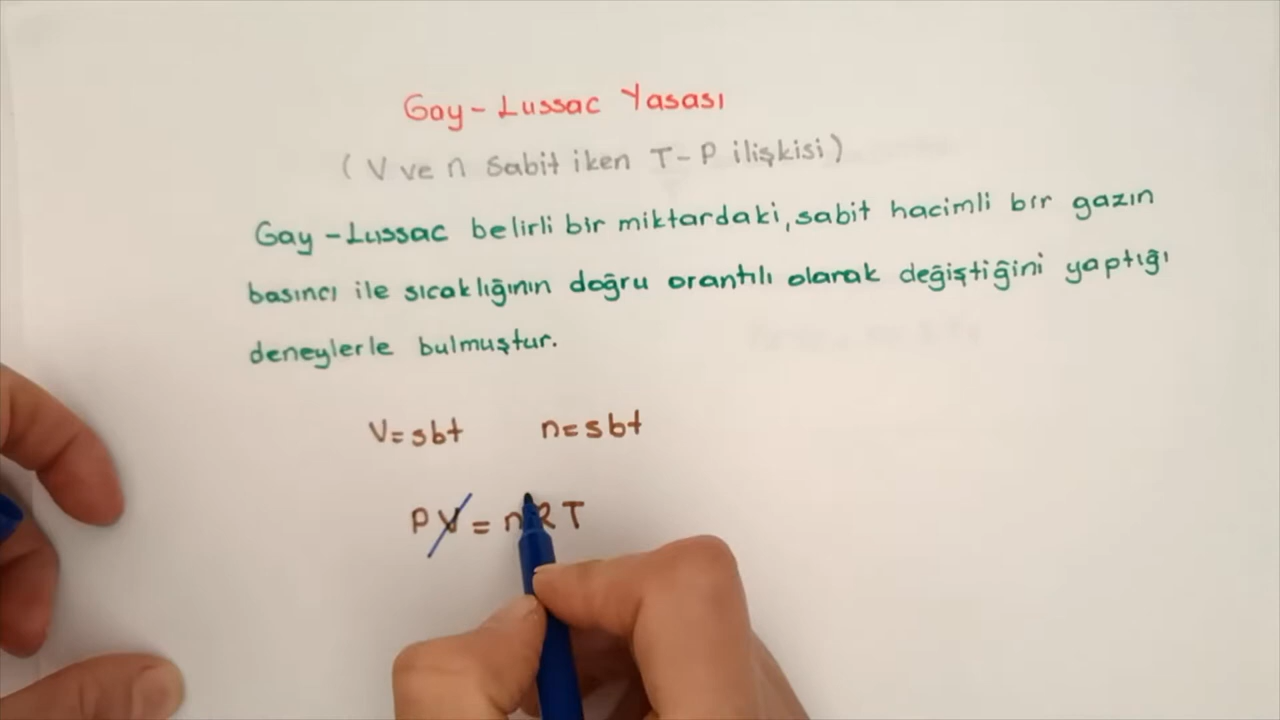 Gay-Lussac Yasası
(V ve n sabit iken T-P ilişkisi)
Gay-Lussac belirli bir miktardaki, sabit hacimli bir gazın
basıncı ile sıcaklığının doğru orantılı olarak değiştiğini yaptığı
deneylerle bulmuştur.
V=sbt n=sbt
PV=nRT